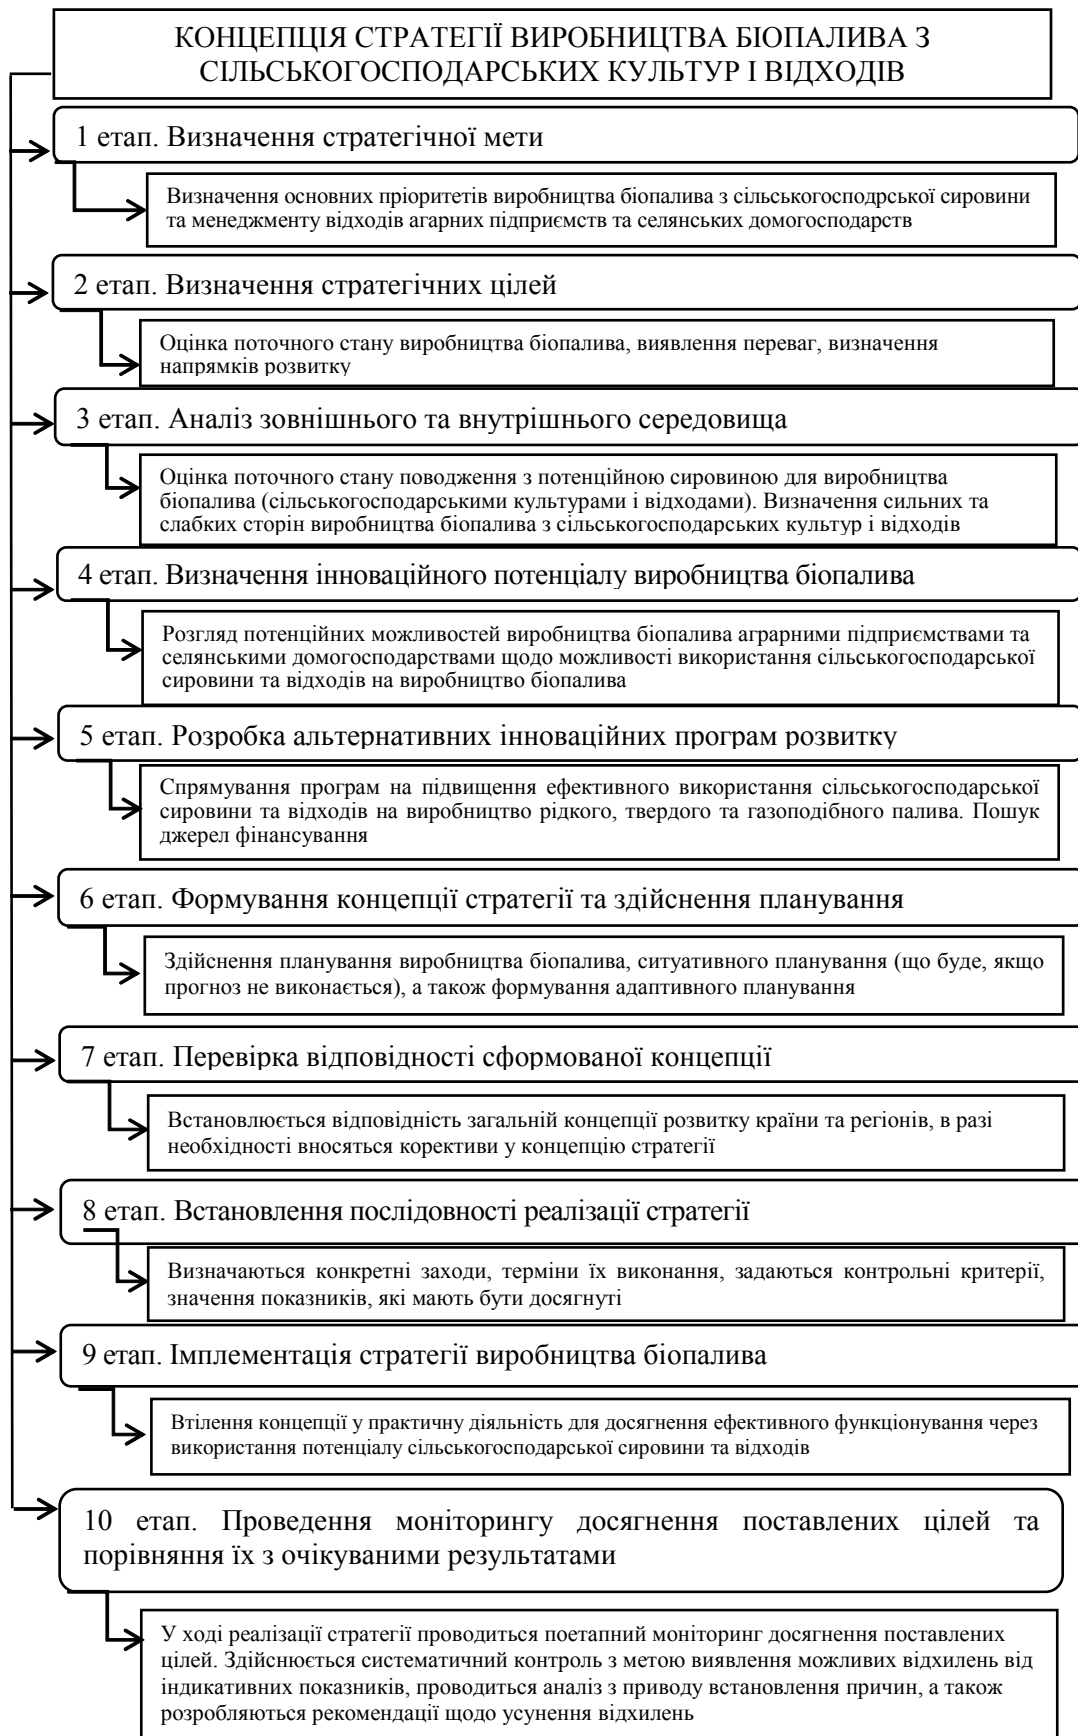 КОНЦЕПЦІЯ СТРАТЕГІЇ ВИРОБНИЦТВА БІОПАЛИВА З
СІЛЬСЬКОГОСПОДАРСЬКИХ КУЛЬТУР І ВІДХОДІВ
1 етап. Визначення стратегічної мети
Визначення основних пріоритетів виробництва біопалива з сільськогосподрської сировини
та менеджменту відходів агарних підприємств та селянських домогосподарств
2 етап. Визначення стратегічних цілей
Оцінка поточного стану виробництва біопалива, виявлення переваг, визначення
напрямків розвитку
3 етап. Аналіз зовнішнього та внутрішнього середовища
Оцінка поточного стану поводження з потенційною сировиною для виробництва
біопалива (сільськогосподарськими культурами і відходами). Визначення сильних та
слабких сторін виробництва біопалива з сільськогосподарських культур і відходів
4 етап. Визначення інноваційного потенціалу виробництва біопалива
Розгляд потенційних можливостей виробництва біопалива аграрними підприємствами та
селянськими домогосподарствами щодо можливості використання сільськогосподарської
сировини та відходів на виробництво біопалива
5 етап. Розробка альтернативних інноваційних програм розвитку
Спрямування програм на підвищення ефективного використання сільськогосподарської
сировини та відходів на виробництво рідкого, твердого та газоподібного палива. Пошук
джерел фінансування
6 етап. Формування концепції стратегії та здійснення планування
Здійснення планування виробництва біопалива, ситуативного планування (що буде, якщо
прогноз не виконається), а також формування адаптивного планування
7 етап. Перевірка відповідності сформованої концепції
Встановлюється відповідність загальній концепції розвитку країни та регіонів, в разі
необхідності вносяться корективи у концепцію стратегії
8 етап. Встановлення послідовності реалізації стратегії
Визначаються конкретні заходи, терміни їх виконання, задаються контрольні критерії,
значення показників, які мають бути досягнуті
9 етап. Імплементація стратегії виробництва біопалива
Втілення концепції у практичну діяльність для досягнення ефективного функціонування через
використання потенціалу сільськогосподарської сировини та відходів
10 етап. Проведення моніторингу досягнення поставлених цілей та
порівняння їх з очікуваними результатами
У ході реалізації стратегії проводиться поетапний моніторинг досягнення поставлених
цілей. Здійснюється систематичний контроль з метою виявлення можливих відхилень від
індикативних показників, проводиться аналіз з приводу встановлення причин, а також
розробляються рекомендації щодо усунення відхилень